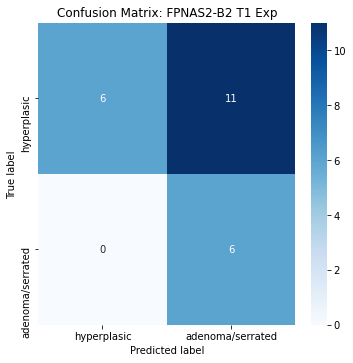 Confusion Matrix: FPNAS2-B2 T1 Exp
True label
hyperplasic
adenoma/serrated
6 11
0 6
hyperplasic adenoma/serrated
Predicted label
10
8
6
4
2
0